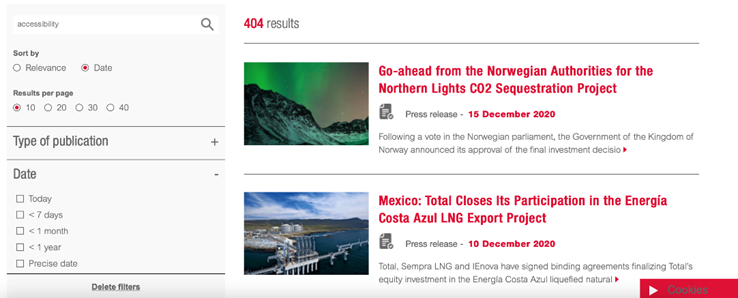 accessibility
Sort by
Relevance
Date
Results per page
10
20
30
40
Type of publication
+
Date
-
Today
< 7 days
< 1 month
< 1 year
Precise date
Delete filters
404 results
Go-ahead from the Norwegian Authorities for the
Northern Lights CO2 Sequestration Project
Press release - 15 December 2020
Following a vote in the Norwegian parliament, the Government of the Kingdom of
Norway announced its approval of the final investment decisio
Mexico: Total Closes Its Participation in the Energía
Costa Azul LNG Export Project
Press release - 10 December 2020
Total, Sempra LNG and IEnova have signed binding agreements finalizing Total's
equity investment in the Energía Costa Azul liquefied natural
Cookies